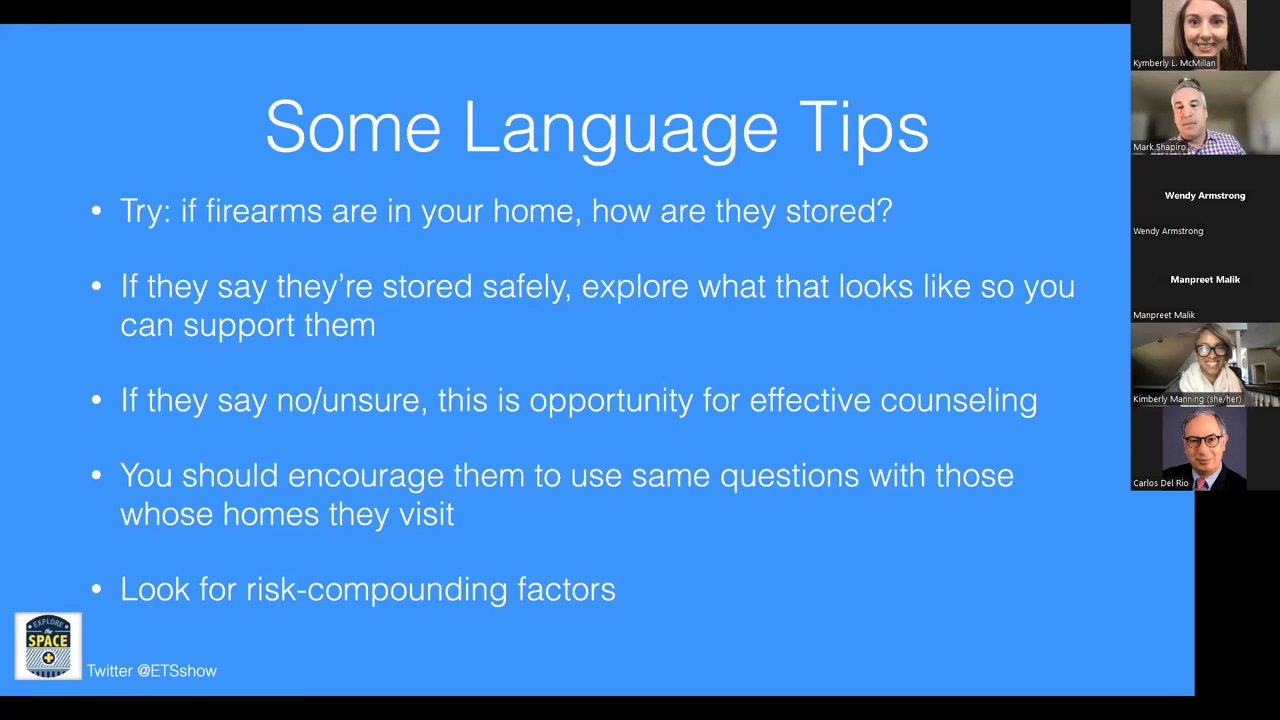 Some Language Tips
• Try: if firearms are in your home, how are they stored?
• If they say they’re stored safely, explore what that looks like so you
can support them
• If they say no/unsure, this is opportunity for effective counseling
• You should encourage them to use same questions with those
whose homes they visit
• Look for risk-compounding factors
EXPLORE
the
SPACE
Twitter @ETSshow
Kymberly L. McMillan
Mark Shapiro
Wendy Armstrong
Wendy Armstrong
Manpreet Malik
Manpreet Malik
Kimberly Manning (she/her)
Carlos Del Rio